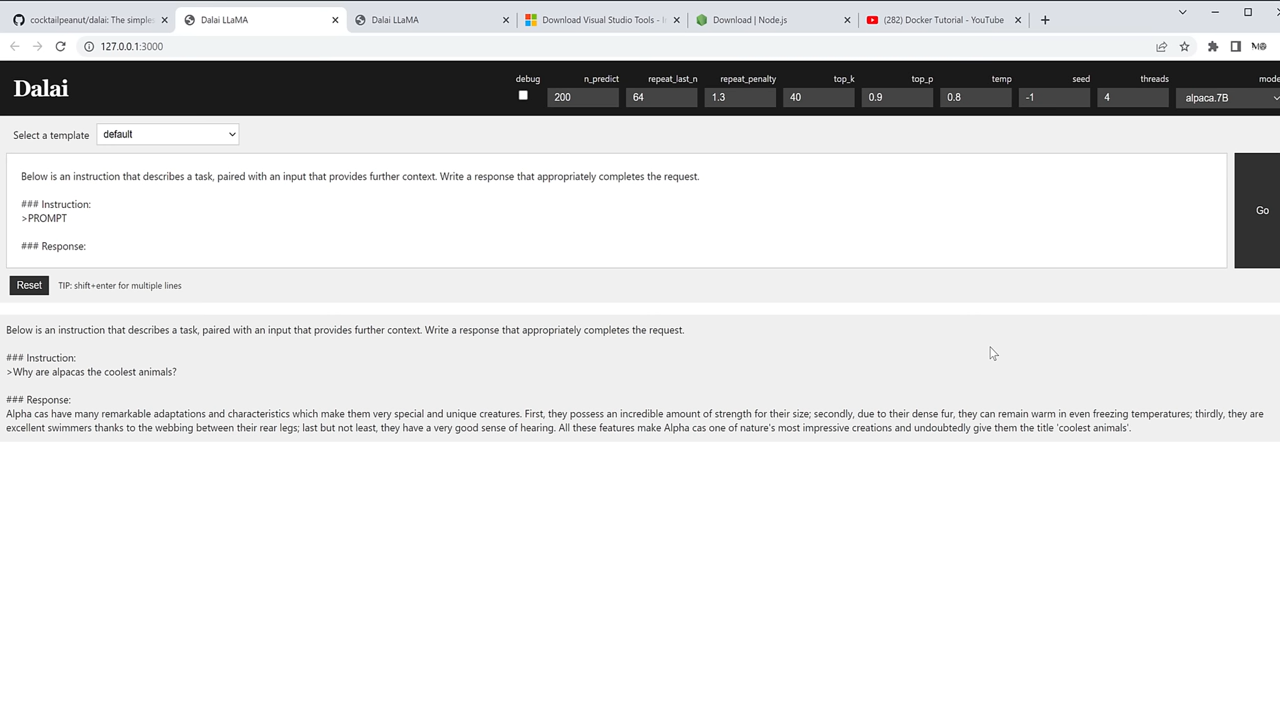 cocktailpeanut/dalai: The simples
Dalai LLaMA
Dalai LLaMA
Download Visual Studio Tools - I
Download | Node.js
(282) Docker Tutorial - YouTube
127.0.0.1:3000
Dalai
debug n_predict repeat_last_n repeat_penalty top_k top_p temp seed threads mode
200 64 1.3 40 0.9 0.8 -1 4 alpaca.7B
Select a template default
Below is an instruction that describes a task, paired with an input that provides further context. Write a response that appropriately completes the request.
### Instruction:
>PROMPT
### Response:
Go
Reset TIP: shift+enter for multiple lines
Below is an instruction that describes a task, paired with an input that provides further context. Write a response that appropriately completes the request.
### Instruction:
>Why are alpacas the coolest animals?
### Response:
Alpha cas have many remarkable adaptations and characteristics which make them very special and unique creatures. First, they possess an incredible amount of strength for their size; secondly, due to their dense fur, they can remain warm in even freezing temperatures; thirdly, they are
excellent swimmers thanks to the webbing between their rear legs; last but not least, they have a very good sense of hearing. All these features make Alpha cas one of nature's most impressive creations and undoubtedly give them the title 'coolest animals'.